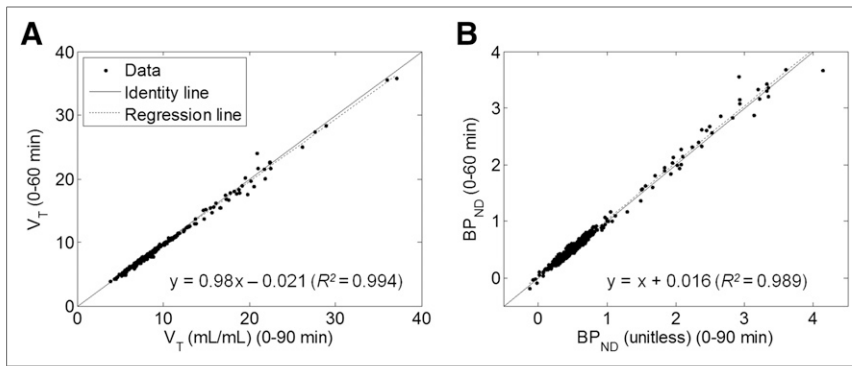 A
40
30
20
10
0
V_T (0-60 min)
Data
Identity line
Regression line
y = 0.98x – 0.021 (R² = 0.994)
0
10
20
30
40
V_T (mL/mL) (0-90 min)
B
4
3
2
1
0
BP_ND (0-60 min)
y = x + 0.016 (R² = 0.989)
0
1
2
3
4
BP_ND (unitless) (0-90 min)